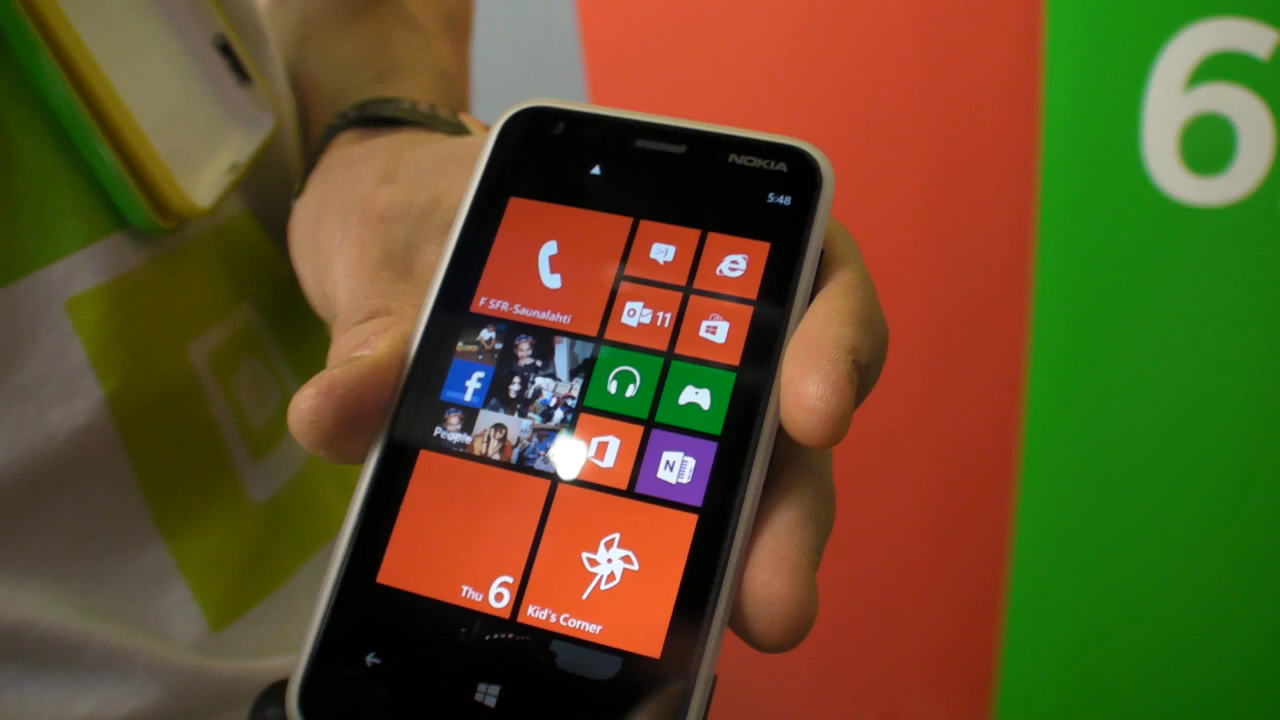 6
NOKIA
5:48
F SFR-Saunalahti
11
People
Thu 6
Kid's Corner